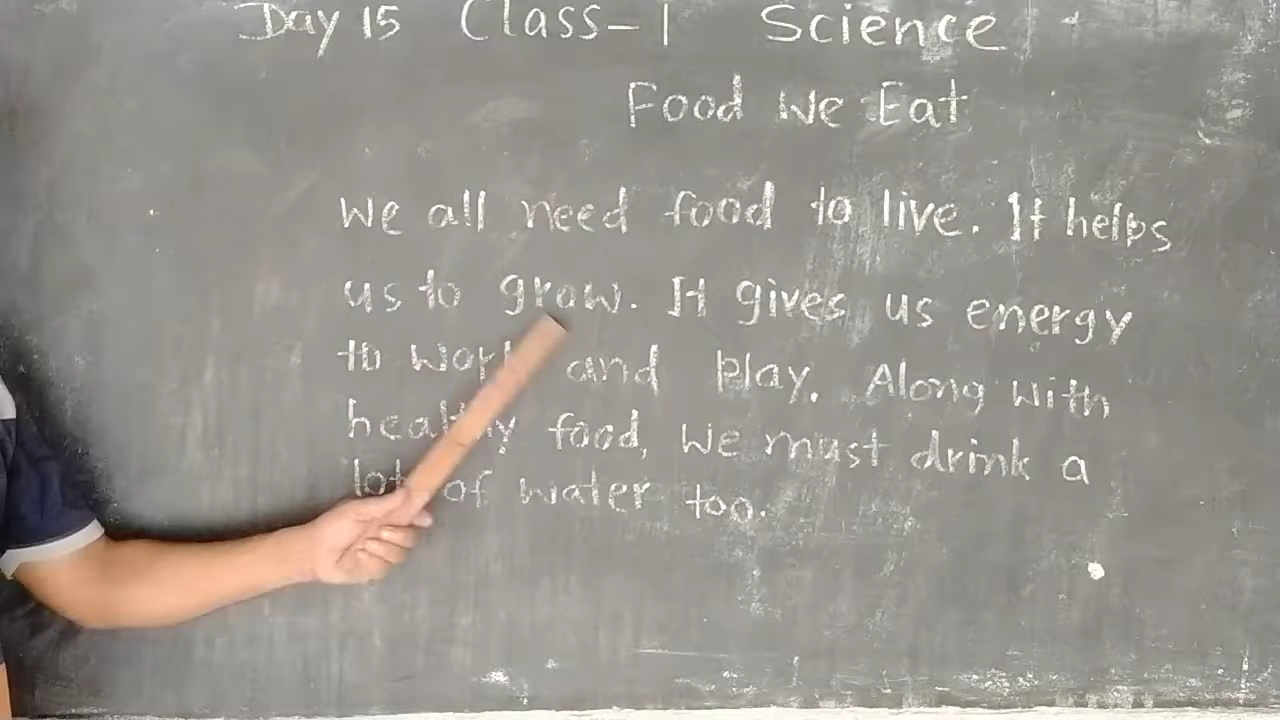 Day 15 Class-1 Science
Food We Eat
We all need food to live. It helps
us to grow. It gives us energy
to work and play. Along with
healthy food, we must drink a
lot of water too.